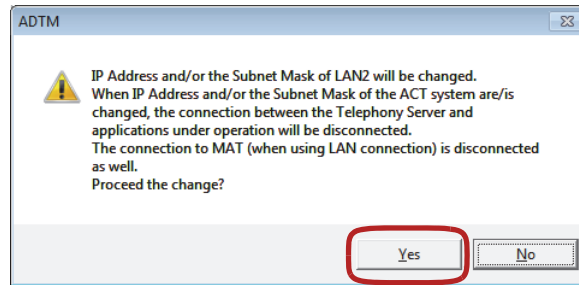 ADTM
IP Address and/or the Subnet Mask of LAN2 will be changed.
When IP Address and/or the Subnet Mask of the ACT system are/is
changed, the connection between the Telephony Server and
applications under operation will be disconnected.
The connection to MAT (when using LAN connection) is disconnected
as well.
Proceed the change?
Yes No